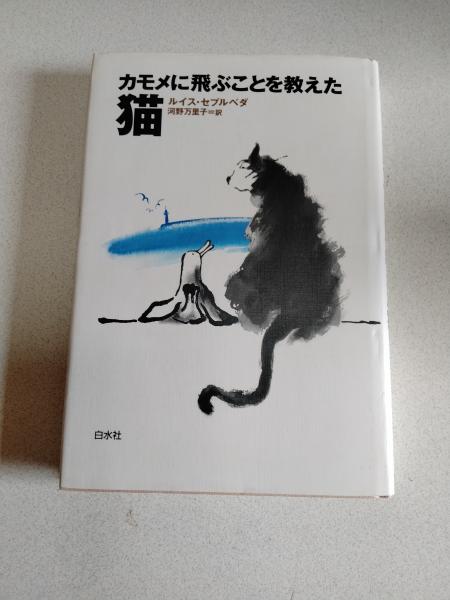 カモメに飛ぶことを教えた
猫
ルイス・セプルベダ
河野万里子=訳
白水社